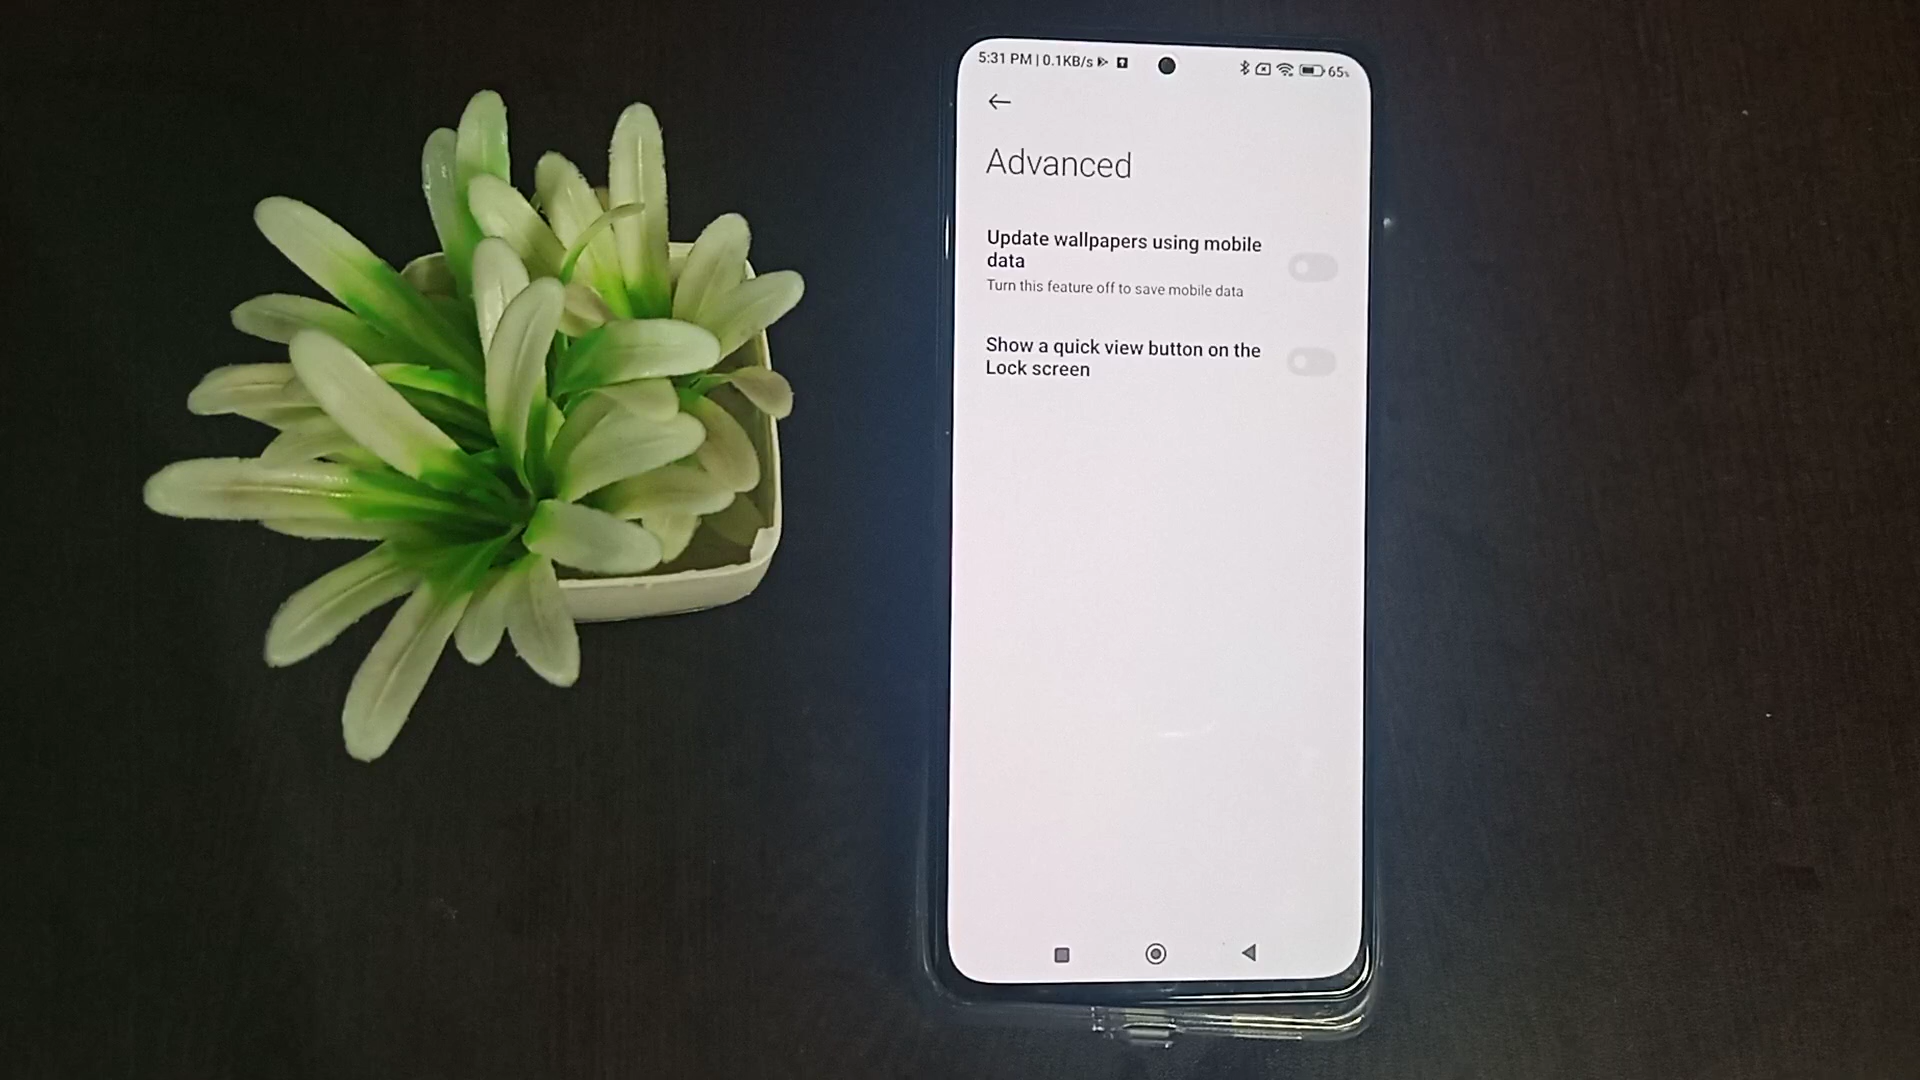 5:31 PM | 0.1KB/s
65%
Advanced
Update wallpapers using mobile
data
Turn this feature off to save mobile data
Show a quick view button on the
Lock screen